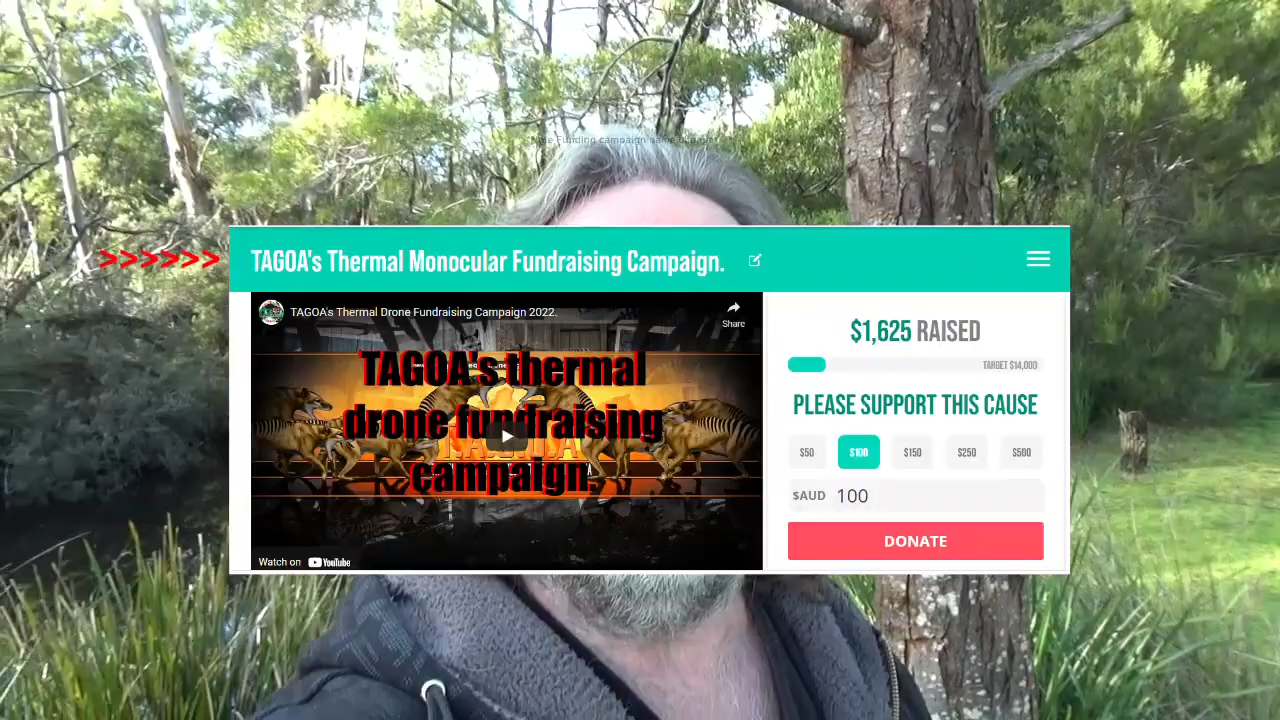 >>>>>>
TAGOA's Thermal Monocular Fundraising Campaign.
TAGOA's Thermal Drone Fundraising Campaign 2022.
Share
TAGOA's thermal
drone fundraising
campaign.
Watch on YouTube
$1,625 RAISED
TARGET $14,000
PLEASE SUPPORT THIS CAUSE
$50 $100 $150 $250 $500
$AUD 100
DONATE